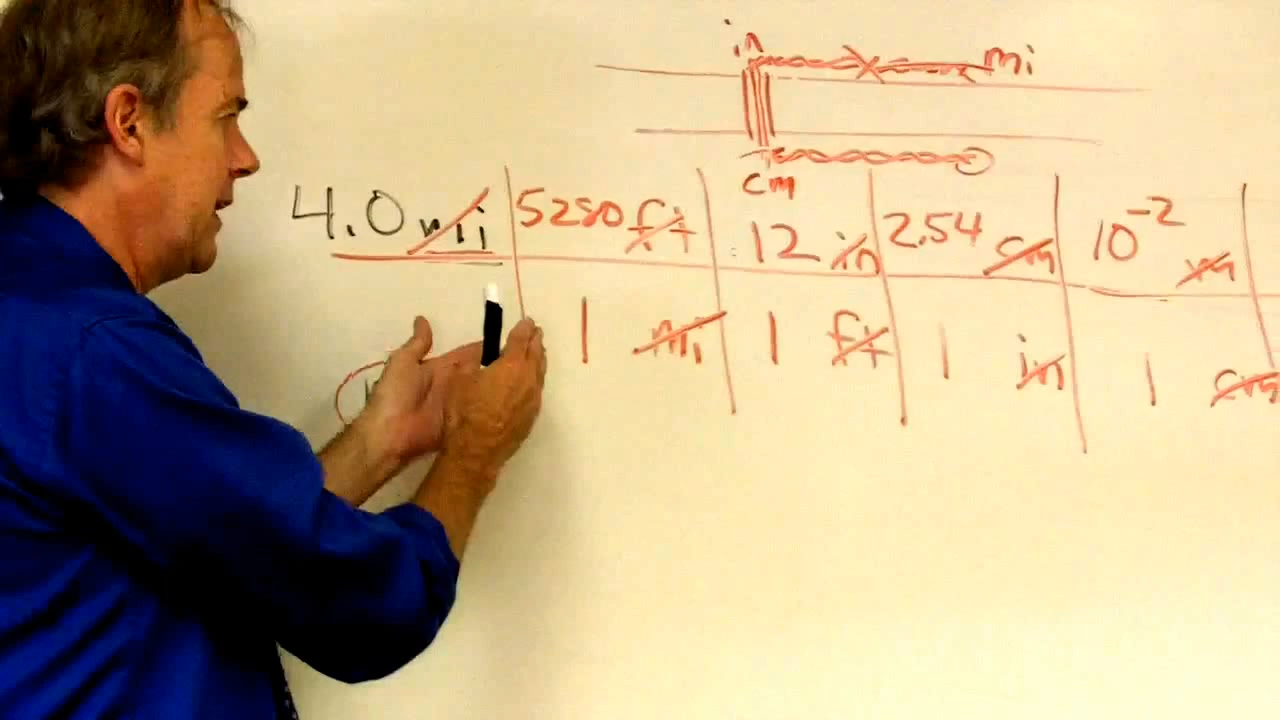 in mi
cm
4.0 mi 5280 ft 12 in 2.54 cm 10⁻² m
1 mi 1 ft 1 in 1 cm